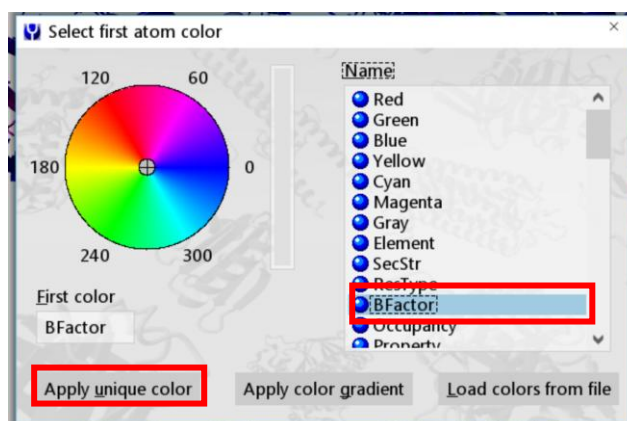 Select first atom color
120 60
180 0
240 300
First color
BFactor
Name
Red
Green
Blue
Yellow
Cyan
Magenta
Gray
Element
SecStr
ResType
BFactor
Occupancy
Property
Apply unique color
Apply color gradient
Load colors from file